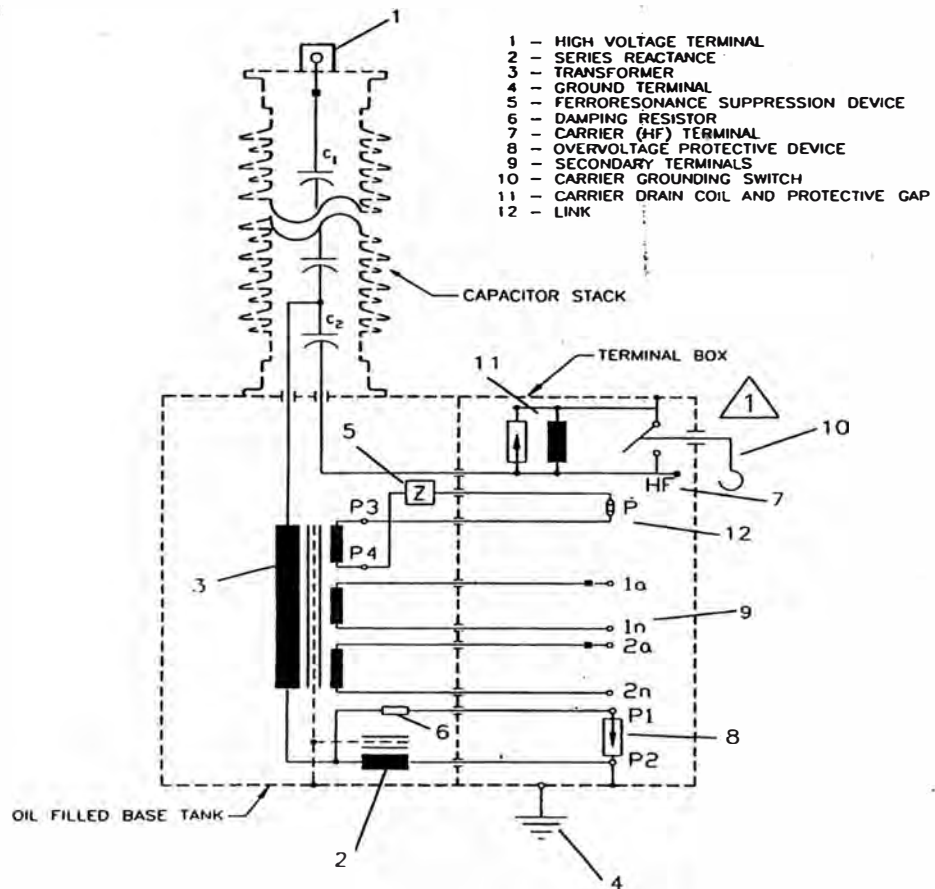 1
1 - HIGH VOLTAGE TERMINAL
2 - SERIES REACTANCE
3 - TRANSFORMER
4 - GROUND TERMINAL
5 - FERRORESONANCE SUPPRESSION DEVICE
6 - DAMPING RESISTOR
7 - CARRIER (HF) TERMINAL
8 - OVERVOLTAGE PROTECTIVE DEVICE
9 - SECONDARY TERMINALS
10 - CARRIER GROUNDING SWITCH
11 - CARRIER DRAIN COIL AND PROTECTIVE GAP
12 - LINK
C1
CAPACITOR STACK
C2
TERMINAL BOX
11
1
10
5
Z
HF
7
P3
P
12
P4
3
1a
9
1n
2a
2n
P1
6
8
P2
OIL FILLED BASE TANK
2
4